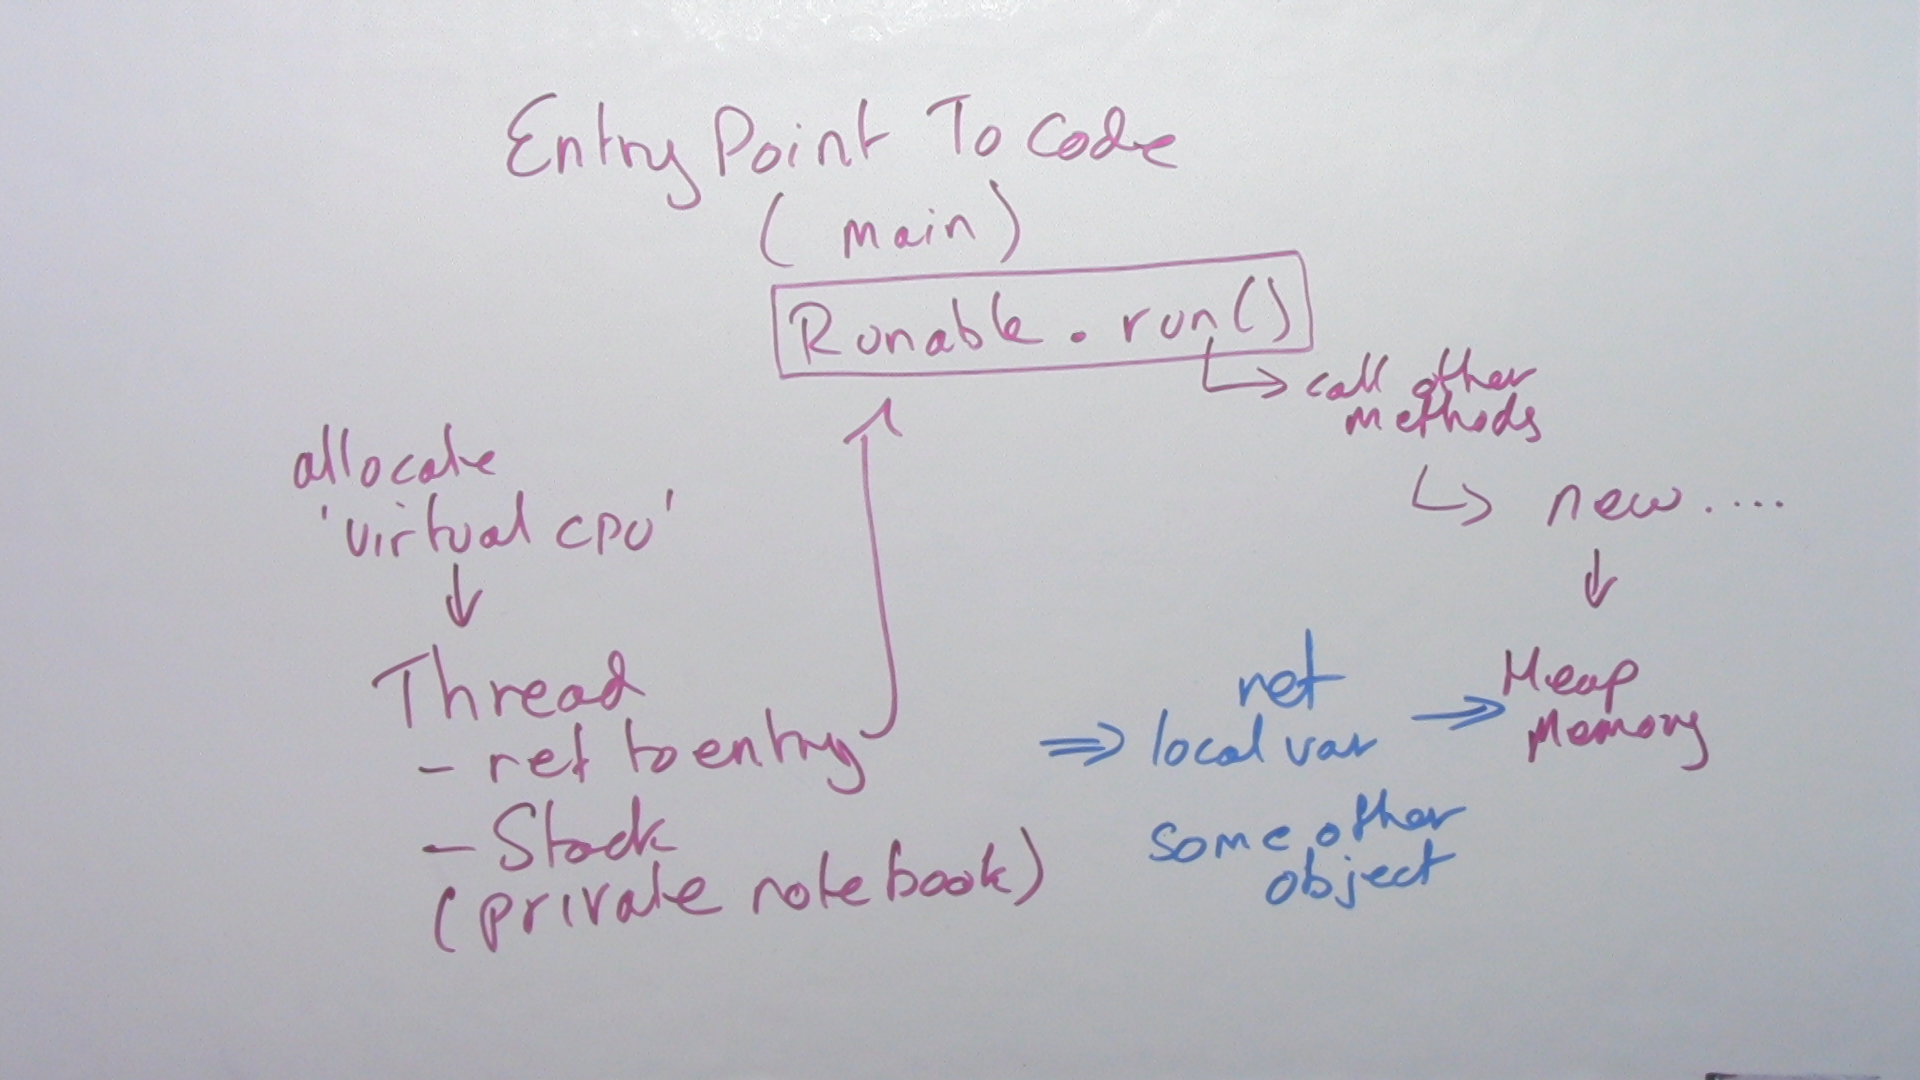 Entry Point To Code
(main)
Runable.run()
call other
methods
new....
allocate
'virtual CPU'
Thread
- ref to entry
- Stack
(private notebook)
ref
local var
some other
object
Heap
Memory